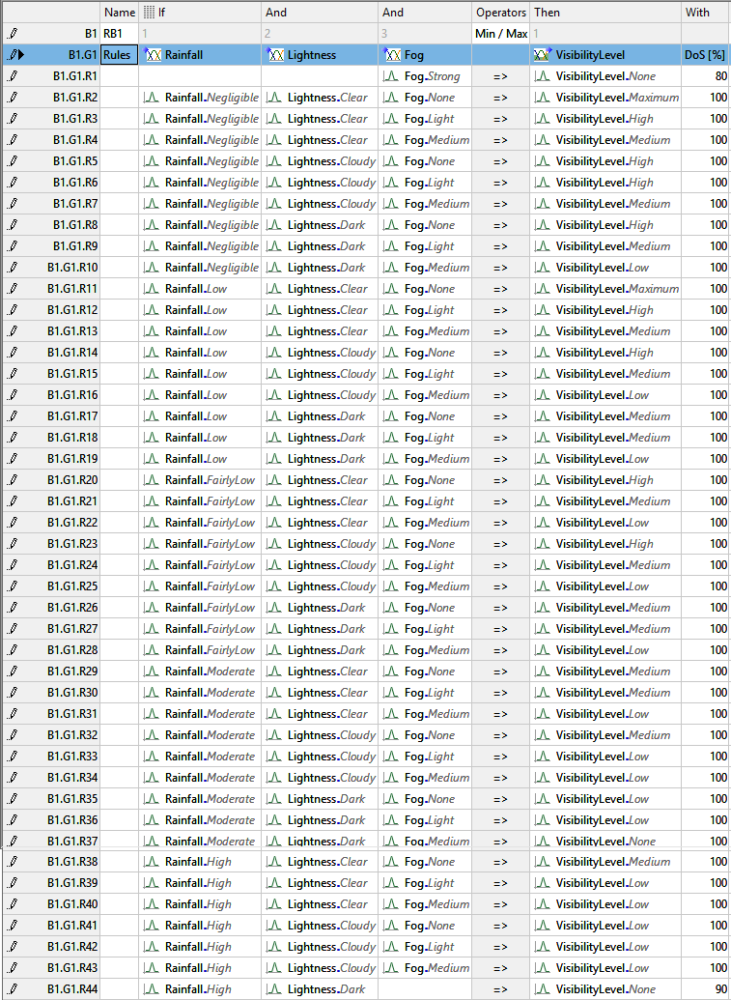 Name If And And Operators Then With
B1 RB1 1 2 3 Min / Max 1
B1.G1 Rules Rainfall Lightness Fog VisibilityLevel DoS [%]
B1.G1.R1 Fog.Strong => VisibilityLevel.None 80
B1.G1.R2 Rainfall.Negligible Lightness.Clear Fog.None => VisibilityLevel.Maximum 100
B1.G1.R3 Rainfall.Negligible Lightness.Clear Fog.Light => VisibilityLevel.High 100
B1.G1.R4 Rainfall.Negligible Lightness.Clear Fog.Medium => VisibilityLevel.Medium 100
B1.G1.R5 Rainfall.Negligible Lightness.Cloudy Fog.None => VisibilityLevel.High 100
B1.G1.R6 Rainfall.Negligible Lightness.Cloudy Fog.Light => VisibilityLevel.High 100
B1.G1.R7 Rainfall.Negligible Lightness.Cloudy Fog.Medium => VisibilityLevel.Medium 100
B1.G1.R8 Rainfall.Negligible Lightness.Dark Fog.None => VisibilityLevel.High 100
B1.G1.R9 Rainfall.Negligible Lightness.Dark Fog.Light => VisibilityLevel.Medium 100
B1.G1.R10 Rainfall.Negligible Lightness.Dark Fog.Medium => VisibilityLevel.Low 100
B1.G1.R11 Rainfall.Low Lightness.Clear Fog.None => VisibilityLevel.Maximum 100
B1.G1.R12 Rainfall.Low Lightness.Clear Fog.Light => VisibilityLevel.High 100
B1.G1.R13 Rainfall.Low Lightness.Clear Fog.Medium => VisibilityLevel.Medium 100
B1.G1.R14 Rainfall.Low Lightness.Cloudy Fog.None => VisibilityLevel.High 100
B1.G1.R15 Rainfall.Low Lightness.Cloudy Fog.Light => VisibilityLevel.Medium 100
B1.G1.R16 Rainfall.Low Lightness.Cloudy Fog.Medium => VisibilityLevel.Low 100
B1.G1.R17 Rainfall.Low Lightness.Dark Fog.None => VisibilityLevel.Medium 100
B1.G1.R18 Rainfall.Low Lightness.Dark Fog.Light => VisibilityLevel.Medium 100
B1.G1.R19 Rainfall.Low Lightness.Dark Fog.Medium => VisibilityLevel.Low 100
B1.G1.R20 Rainfall.FairlyLow Lightness.Clear Fog.None => VisibilityLevel.High 100
B1.G1.R21 Rainfall.FairlyLow Lightness.Clear Fog.Light => VisibilityLevel.Medium 100
B1.G1.R22 Rainfall.FairlyLow Lightness.Clear Fog.Medium => VisibilityLevel.Low 100
B1.G1.R23 Rainfall.FairlyLow Lightness.Cloudy Fog.None => VisibilityLevel.High 100
B1.G1.R24 Rainfall.FairlyLow Lightness.Cloudy Fog.Light => VisibilityLevel.Medium 100
B1.G1.R25 Rainfall.FairlyLow Lightness.Cloudy Fog.Medium => VisibilityLevel.Low 100
B1.G1.R26 Rainfall.FairlyLow Lightness.Dark Fog.None => VisibilityLevel.Medium 100
B1.G1.R27 Rainfall.FairlyLow Lightness.Dark Fog.Light => VisibilityLevel.Medium 100
B1.G1.R28 Rainfall.FairlyLow Lightness.Dark Fog.Medium => VisibilityLevel.Low 100
B1.G1.R29 Rainfall.Moderate Lightness.Clear Fog.None => VisibilityLevel.Medium 100
B1.G1.R30 Rainfall.Moderate Lightness.Clear Fog.Light => VisibilityLevel.Medium 100
B1.G1.R31 Rainfall.Moderate Lightness.Clear Fog.Medium => VisibilityLevel.Low 100
B1.G1.R32 Rainfall.Moderate Lightness.Cloudy Fog.None => VisibilityLevel.Medium 100
B1.G1.R33 Rainfall.Moderate Lightness.Cloudy Fog.Light => VisibilityLevel.Low 100
B1.G1.R34 Rainfall.Moderate Lightness.Cloudy Fog.Medium => VisibilityLevel.Low 100
B1.G1.R35 Rainfall.Moderate Lightness.Dark Fog.None => VisibilityLevel.Low 100
B1.G1.R36 Rainfall.Moderate Lightness.Dark Fog.Light => VisibilityLevel.Low 100
B1.G1.R37 Rainfall.Moderate Lightness.Dark Fog.Medium => VisibilityLevel.None 100
B1.G1.R38 Rainfall.High Lightness.Clear Fog.None => VisibilityLevel.Medium 100
B1.G1.R39 Rainfall.High Lightness.Clear Fog.Light => VisibilityLevel.Low 100
B1.G1.R40 Rainfall.High Lightness.Clear Fog.Medium => VisibilityLevel.Low 100
B1.G1.R41 Rainfall.High Lightness.Cloudy Fog.None => VisibilityLevel.Low 100
B1.G1.R42 Rainfall.High Lightness.Cloudy Fog.Light => VisibilityLevel.Low 100
B1.G1.R43 Rainfall.High Lightness.Cloudy Fog.Medium => VisibilityLevel.Low 100
B1.G1.R44 Rainfall.High Lightness.Dark => VisibilityLevel.None 90